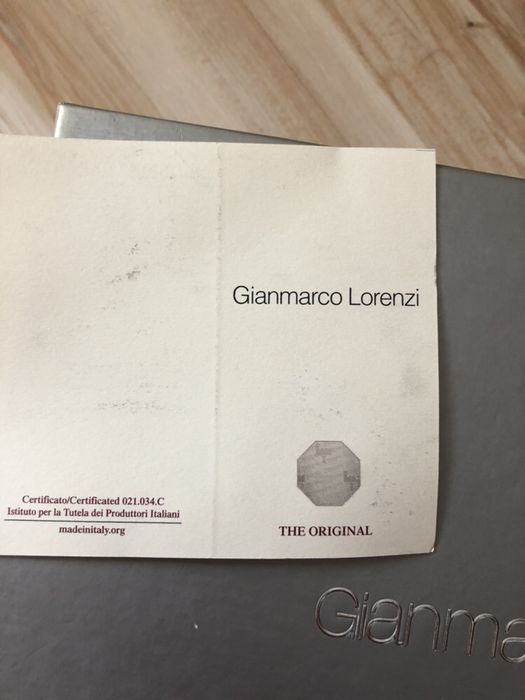 Gianmarco Lorenzi
Certificato/Certificated 021.034.C
Istituto per la Tutela dei Produttori Italiani
madeinitaly.org
THE ORIGINAL
Gianma